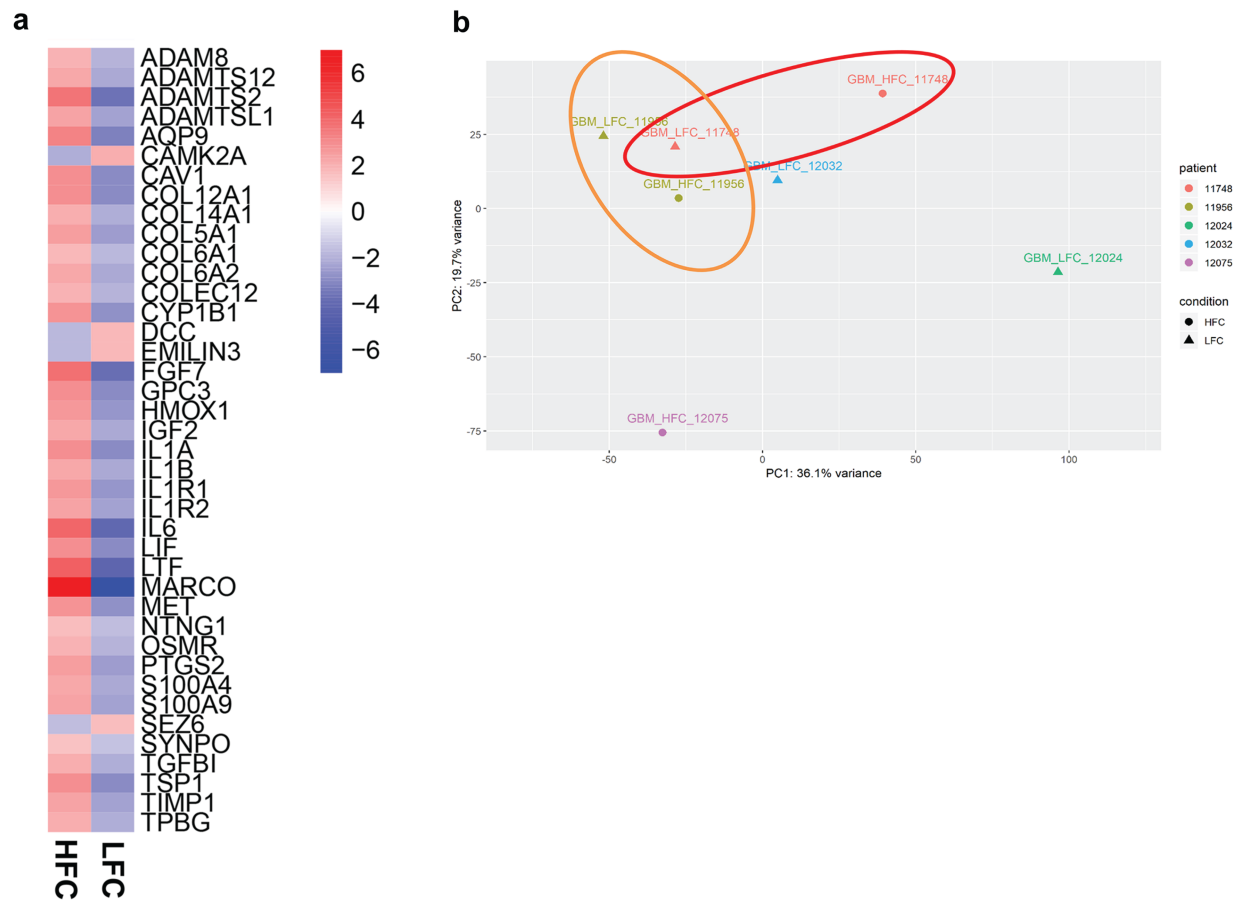 a
ADAM8
ADAMTS12
ADAMTS2
ADAMTSL1
AQP9
CAMK2A
CAV1
COL12A1
COL14A1
COL5A1
COL6A1
COL6A2
COLEC12
CYP1B1
DCC
EMILIN3
FGF7
GPC3
HMOX1
IGF2
IL1A
IL1B
IL1R1
IL1R2
IL6
LIF
LTF
MARCO
MET
NTNG1
OSMR
PTGS2
S100A4
S100A9
SEZ6
SYNPO
TGFBI
TSP1
TIMP1
TPBG
HFC LFC
6
4
2
0
−2
−4
−6
b
GBM_HFC_11748
GBM_LFC_11956
GBM_LFC_11748
GBM_LFC_12032
GBM_HFC_11956
GBM_LFC_12024
GBM_HFC_12075
25
0
-25
-50
-75
PC2: 19.7% variance
-50 0 50 100
PC1: 36.1% variance
patient
11748
11956
12024
12032
12075
condition
HFC
LFC